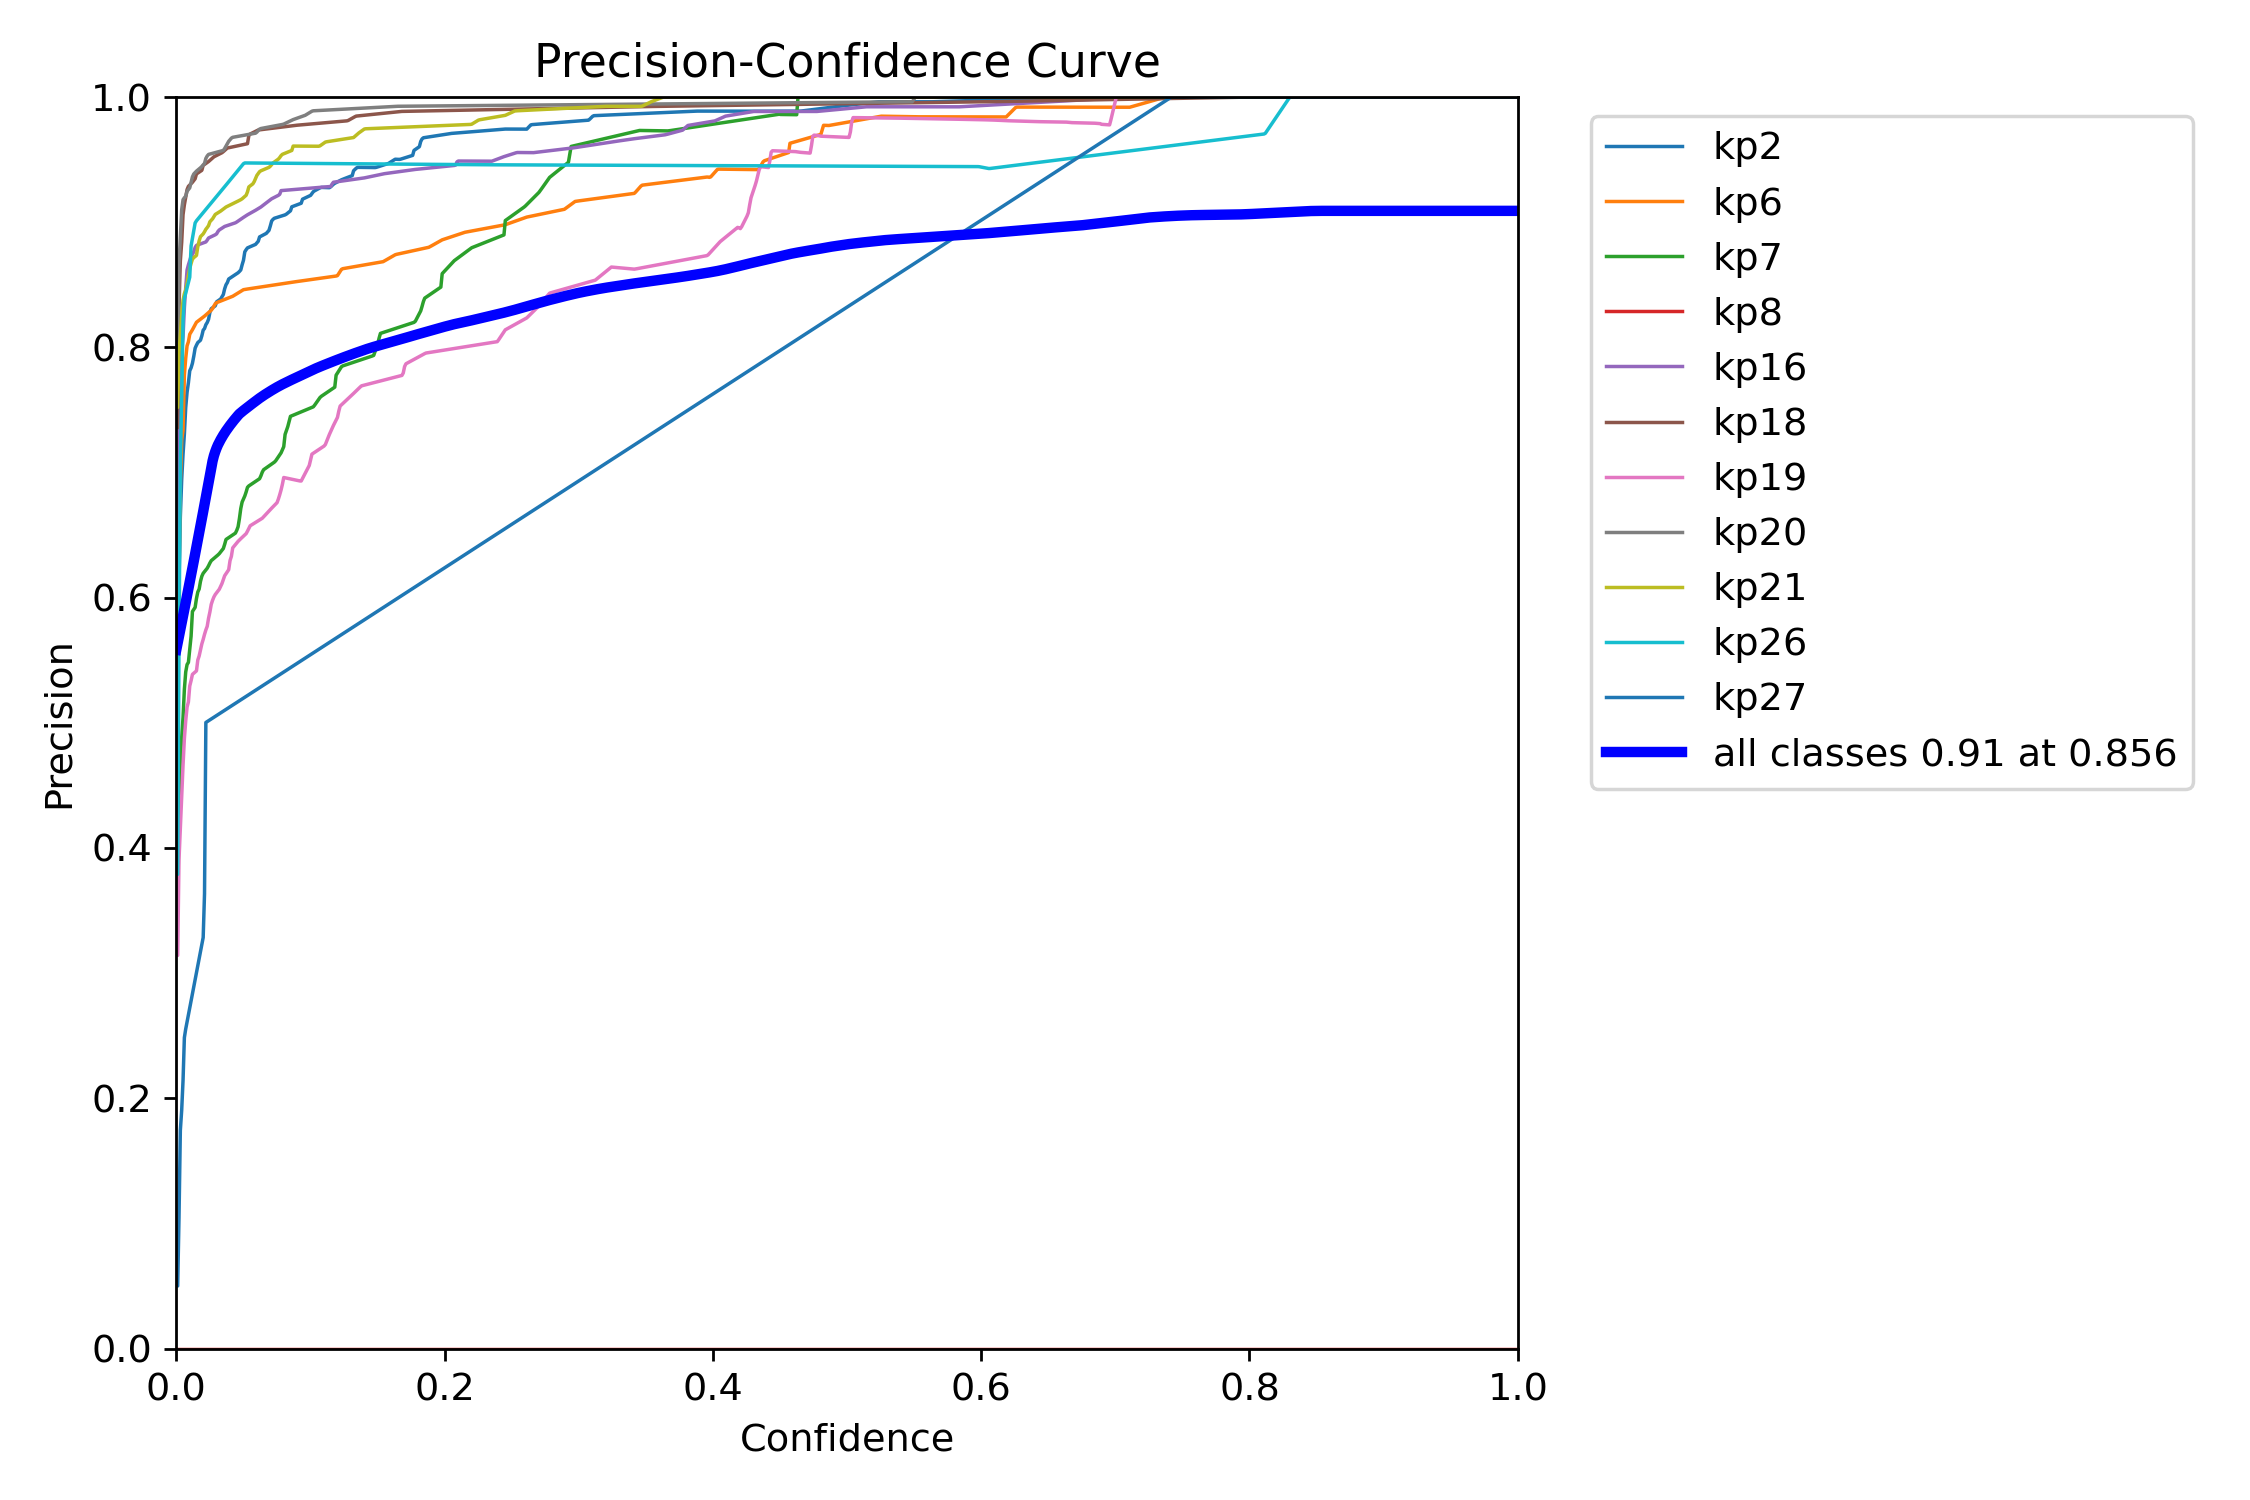 Precision-Confidence Curve
1.0
0.8
0.6
0.4
0.2
0.0
Precision
0.0 0.2 0.4 0.6 0.8 1.0
Confidence
kp2
kp6
kp7
kp8
kp16
kp18
kp19
kp20
kp21
kp26
kp27
all classes 0.91 at 0.856